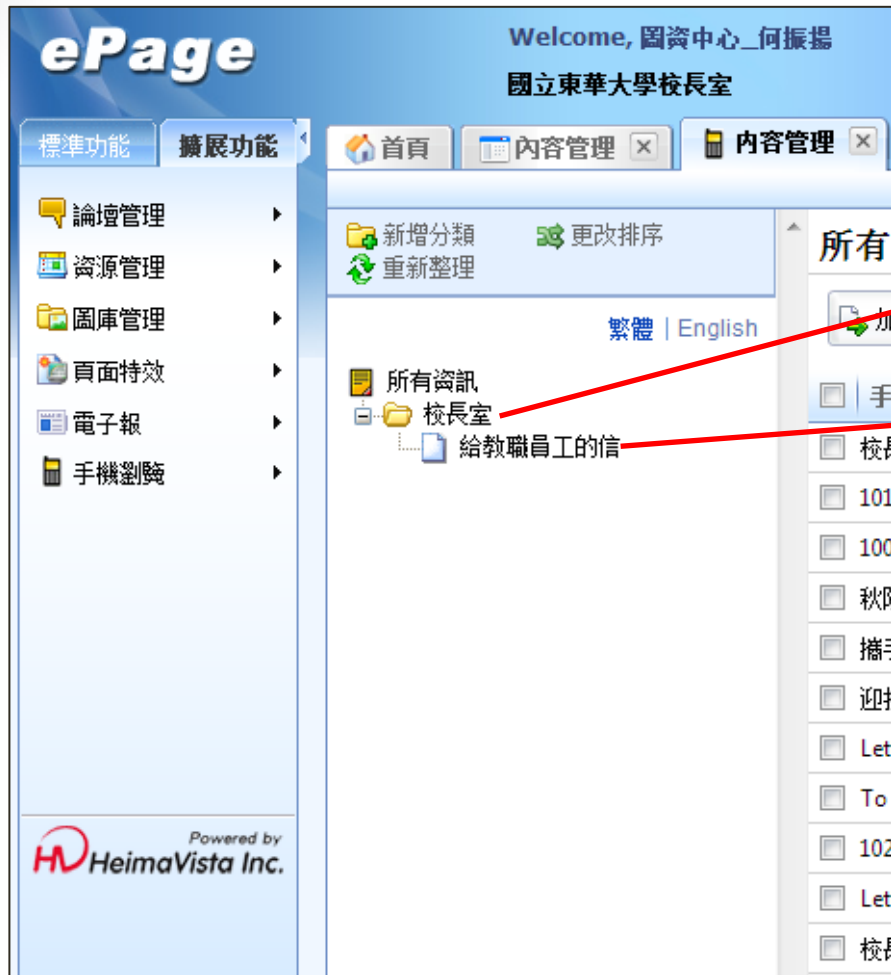 ePage
Welcome, 圖資中心_何振揚
國立東華大學校長室
標準功能 擴展功能
首頁 內容管理 內容管理
論壇管理
資源管理
圖庫管理
頁面特效
電子報
手機瀏覽
新增分類 更改排序
重新整理
繁體 | English
所有資訊
校長室
給教職員工的信
所有
加
手
校長
101
100
秋
攜手
迎
Let
To
102
Let
校長
Powered by
HeimaVista Inc.